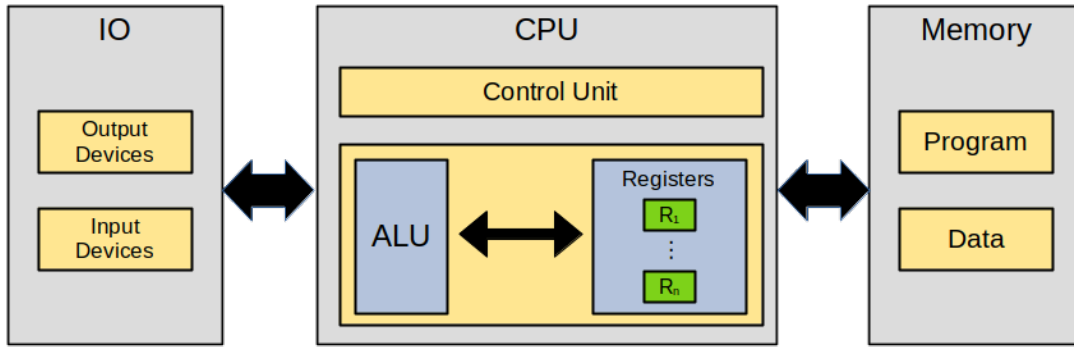 IO
Output
Devices
Input
Devices
CPU
Control Unit
ALU
Registers
R₁
⋮
Rₙ
Memory
Program
Data